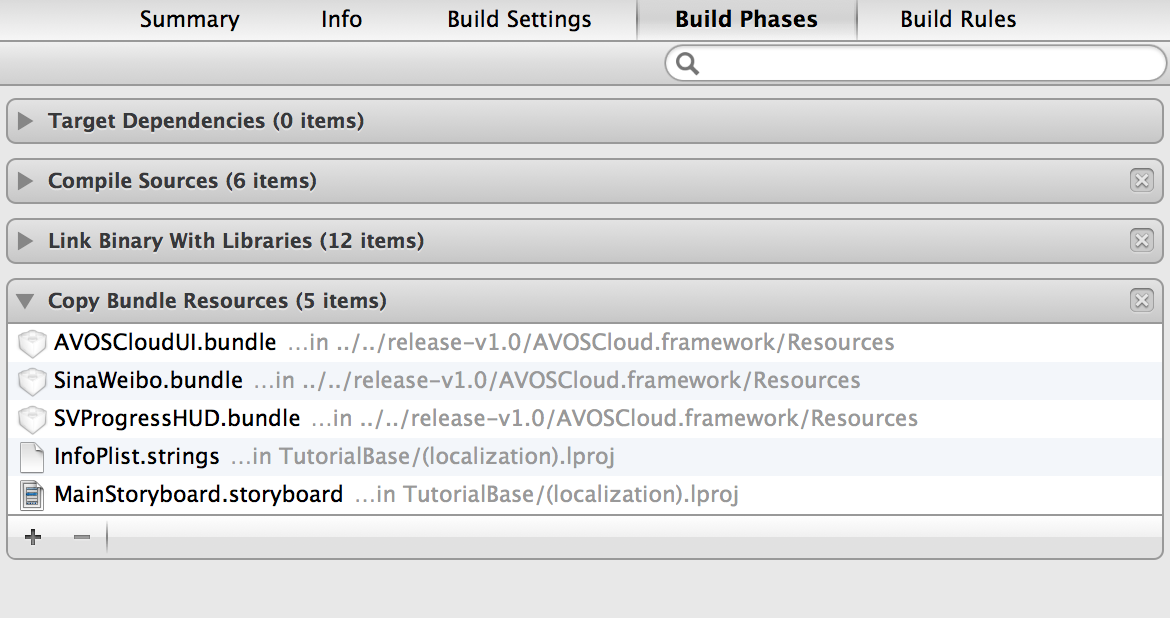 Summary Info Build Settings Build Phases Build Rules
Target Dependencies (0 items)
Compile Sources (6 items)
Link Binary With Libraries (12 items)
Copy Bundle Resources (5 items)
AVOSCloudUI.bundle ...in ../../release-v1.0/AVOSCloud.framework/Resources
SinaWeibo.bundle ...in ../../release-v1.0/AVOSCloud.framework/Resources
SVProgressHUD.bundle ...in ../../release-v1.0/AVOSCloud.framework/Resources
InfoPlist.strings ...in TutorialBase/(localization).lproj
MainStoryboard.storyboard ...in TutorialBase/(localization).lproj